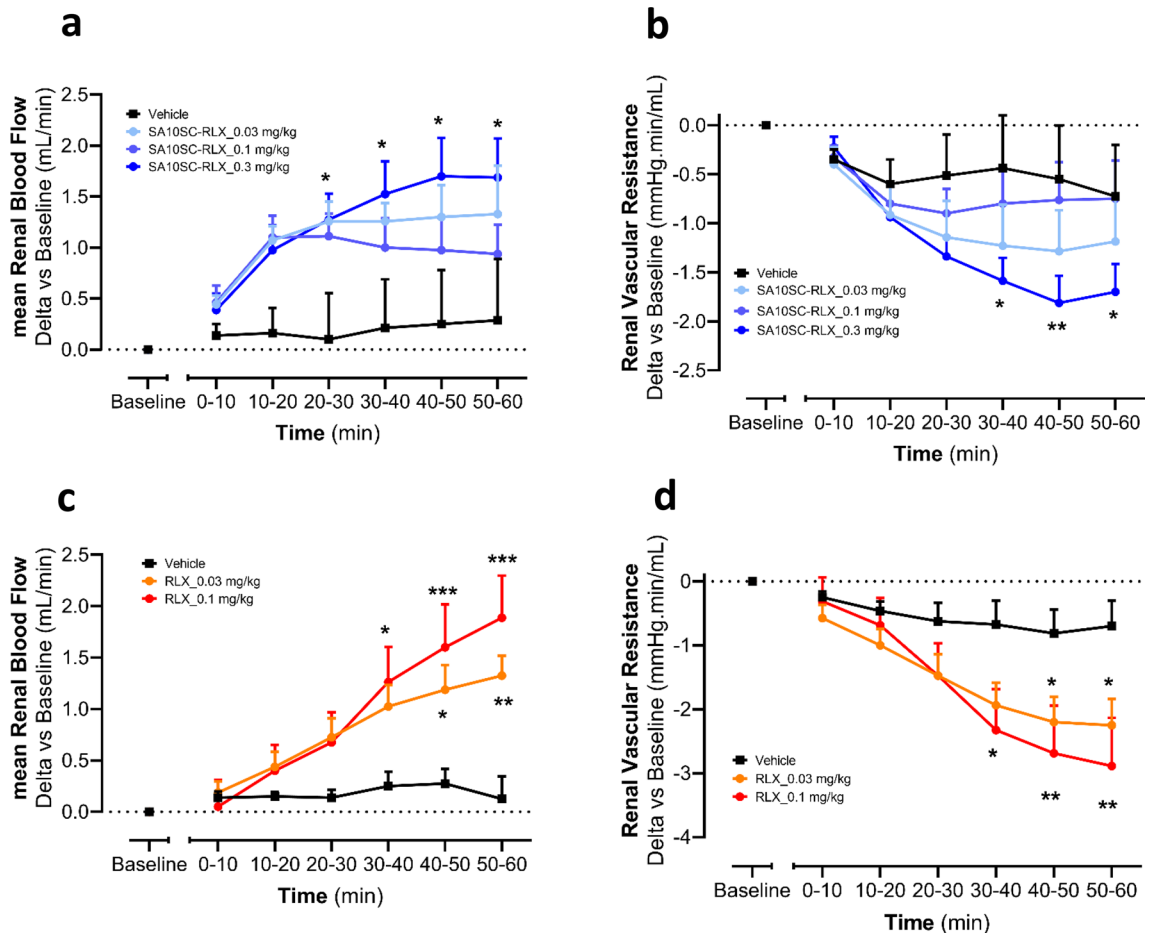 a
mean Renal Blood Flow
Delta vs Baseline (mL/min)
2.5
2.0
1.5
1.0
0.5
0.0
Vehicle
SA10SC-RLX_0.03 mg/kg
SA10SC-RLX_0.1 mg/kg
SA10SC-RLX_0.3 mg/kg
* * * *
Baseline 0-10 10-20 20-30 30-40 40-50 50-60
Time (min)
b
Renal Vascular Resistance
Delta vs Baseline (mmHg.min/mL)
0.0
-0.5
-1.0
-1.5
-2.0
-2.5
Vehicle
SA10SC-RLX_0.03 mg/kg
SA10SC-RLX_0.1 mg/kg
SA10SC-RLX_0.3 mg/kg
* ** *
Baseline 0-10 10-20 20-30 30-40 40-50 50-60
Time (min)
c
mean Renal Blood Flow
Delta vs Baseline (mL/min)
2.5
2.0
1.5
1.0
0.5
0.0
Vehicle
RLX_0.03 mg/kg
RLX_0.1 mg/kg
* *** ***
* **
Baseline 0-10 10-20 20-30 30-40 40-50 50-60
Time (min)
d
Renal Vascular Resistance
Delta vs Baseline (mmHg.min/mL)
0
-1
-2
-3
-4
Vehicle
RLX_0.03 mg/kg
RLX_0.1 mg/kg
* *
* ** **
Baseline 0-10 10-20 20-30 30-40 40-50 50-60
Time (min)